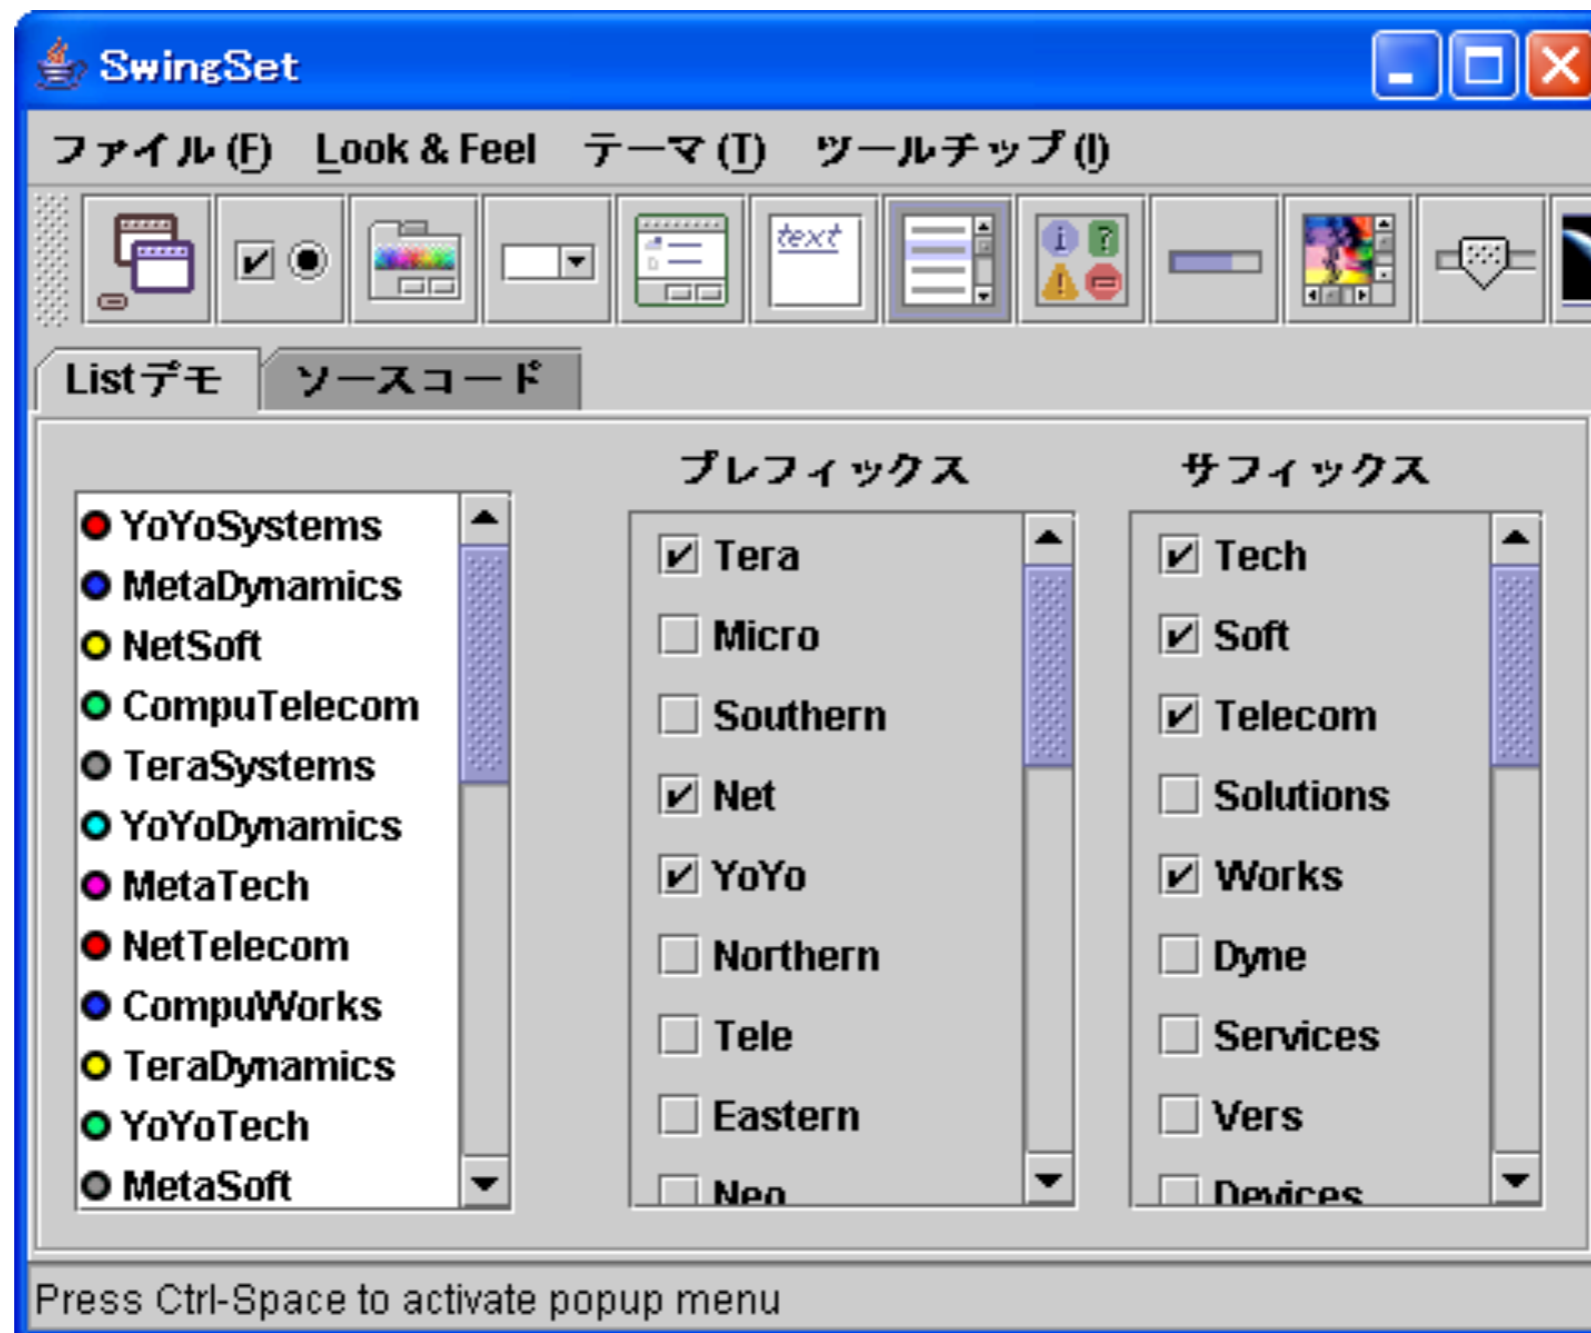 SwingSet
ファイル(F) Look & Feel テーマ(T) ツールチップ(I)
text
Listデモ ソースコード
YoYoSystems
MetaDynamics
NetSoft
CompuTelecom
TeraSystems
YoYoDynamics
MetaTech
NetTelecom
CompuWorks
TeraDynamics
YoYoTech
MetaSoft
プレフィックス
Tera
Micro
Southern
Net
YoYo
Northern
Tele
Eastern
Neo
サフィックス
Tech
Soft
Telecom
Solutions
Works
Dyne
Services
Vers
Devices
Press Ctrl-Space to activate popup menu